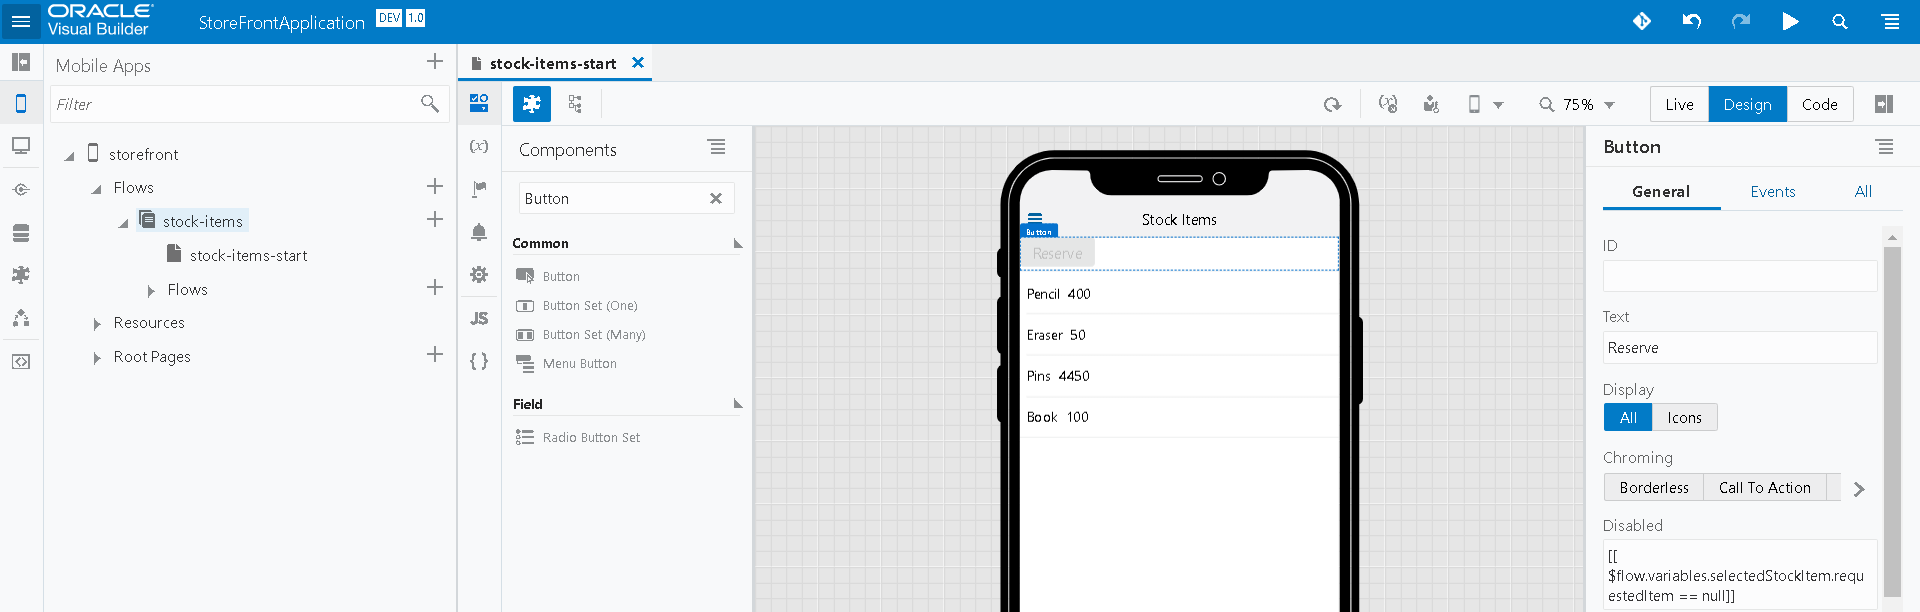 ORACLE
Visual Builder
StoreFrontApplication DEV 1.0
Mobile Apps
Filter
storefront
Flows
stock-items
stock-items-start
Flows
Resources
Root Pages
stock-items-start
(x)
JS
{ }
75%
Live Design Code
Components
Button
Common
Button
Button Set (One)
Button Set (Many)
Menu Button
Field
Radio Button Set
Stock Items
Button
Reserve
Pencil 400
Eraser 50
Pins 4450
Book 100
Button
General Events All
ID
Text
Reserve
Display
All Icons
Chroming
Borderless Call To Action
Disabled
[[
$flow.variables.selectedStockItem.requ
estedItem == null]]